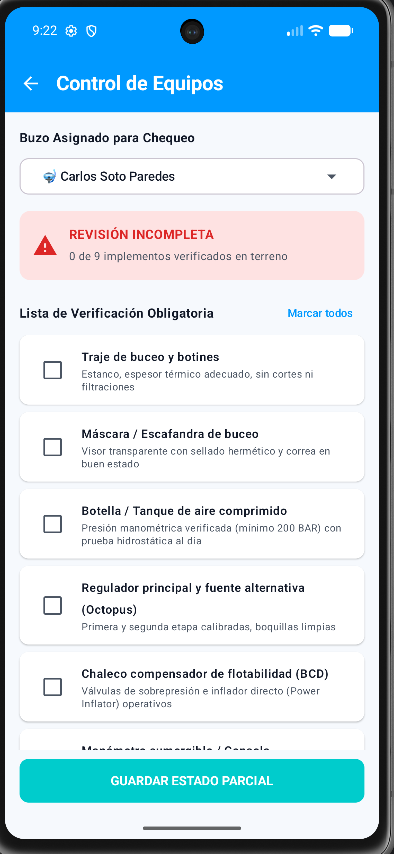 9:22
Control de Equipos
Buzo Asignado para Chequeo
Carlos Soto Paredes
REVISIÓN INCOMPLETA
0 de 9 implementos verificados en terreno
Lista de Verificación Obligatoria
Marcar todos
Traje de buceo y botines
Estanco, espesor térmico adecuado, sin cortes ni
filtraciones
Máscara / Escafandra de buceo
Visor transparente con sellado hermético y correa en
buen estado
Botella / Tanque de aire comprimido
Presión manométrica verificada (mínimo 200 BAR) con
prueba hidrostática al día
Regulador principal y fuente alternativa
(Octopus)
Primera y segunda etapa calibradas, boquillas limpias
Chaleco compensador de flotabilidad (BCD)
Válvulas de sobrepresión e inflador directo (Power
Inflator) operativos
Manómetro sumergible / Consola
GUARDAR ESTADO PARCIAL